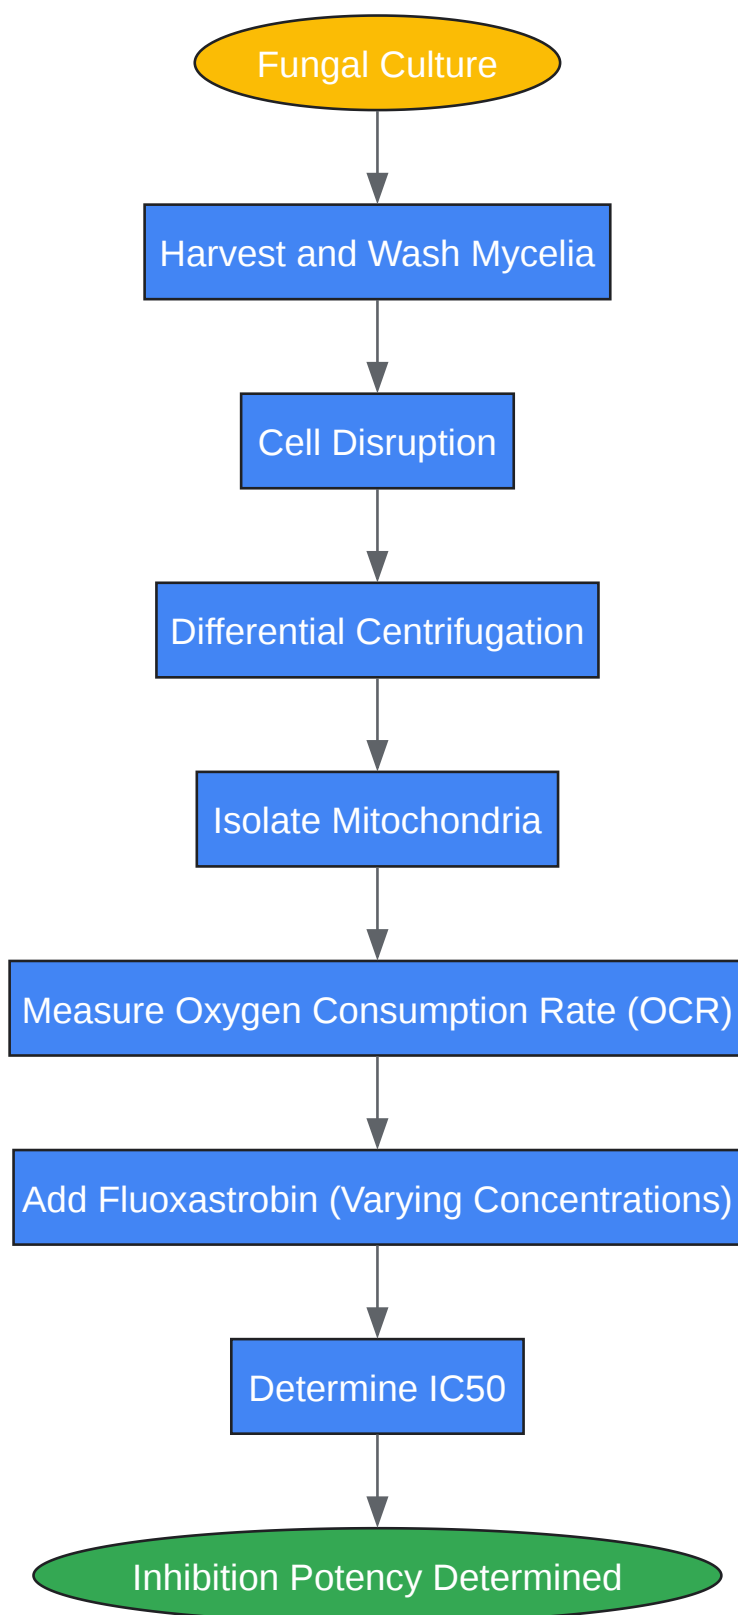 Fungal Culture
Harvest and Wash Mycelia
Cell Disruption
Differential Centrifugation
Isolate Mitochondria
Measure Oxygen Consumption Rate (OCR)
Add Fluoxastrobin (Varying Concentrations)
Determine IC50
Inhibition Potency Determined